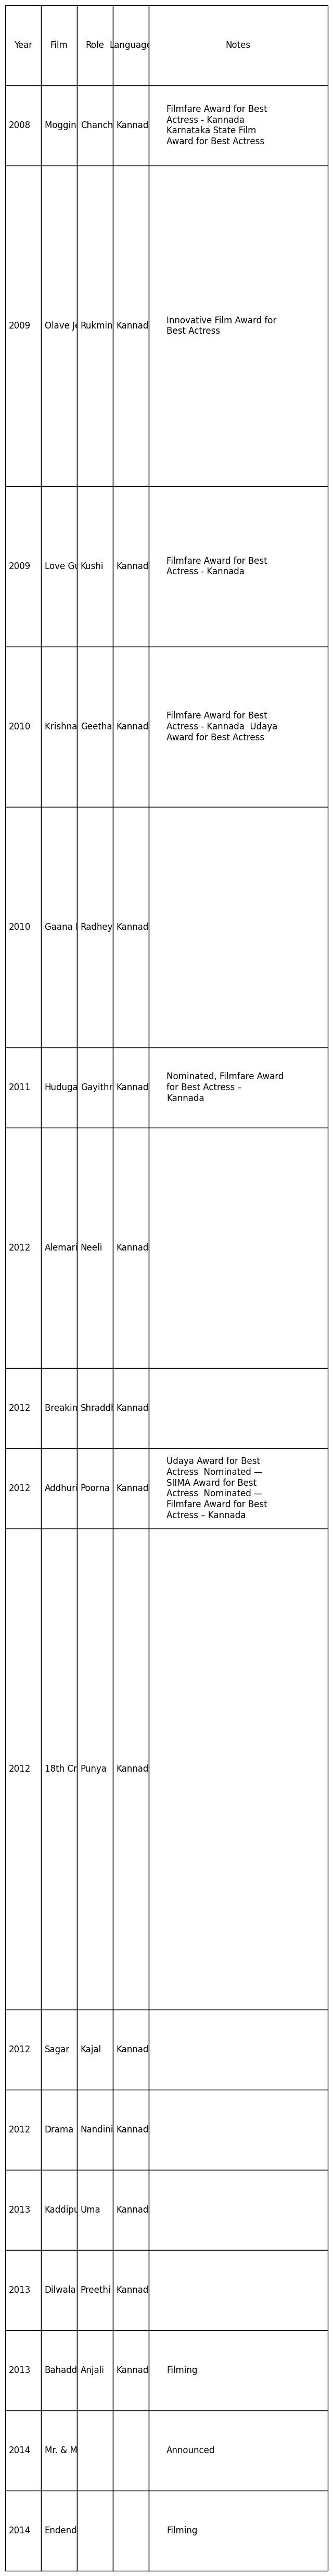 Year Film Role Language Notes
2008 Moggin Chanch Kannad Filmfare Award for Best
Actress - Kannada
Karnataka State Film
Award for Best Actress
2009 Olave Je Rukmin Kannad Innovative Film Award for
Best Actress
2009 Love Gu Kushi Kannad Filmfare Award for Best
Actress - Kannada
2010 Krishna Geetha Kannad Filmfare Award for Best
Actress - Kannada  Udaya
Award for Best Actress
2010 Gaana Radhey Kannad
2011 Huduga Gayithr Kannad Nominated, Filmfare Award
for Best Actress –
Kannada
2012 Alemari Neeli Kannad
2012 Breakin Shraddh Kannad
2012 Addhuri Poorna Kannad Udaya Award for Best
Actress  Nominated —
SIIMA Award for Best
Actress  Nominated —
Filmfare Award for Best
Actress – Kannada
2012 18th Cr Punya Kannad
2012 Sagar Kajal Kannad
2012 Drama Nandini Kannad
2013 Kaddipu Uma Kannad
2013 Dilwala Preethi Kannad
2013 Bahadd Anjali Kannad Filming
2014 Mr. & M Announced
2014 Endend Filming